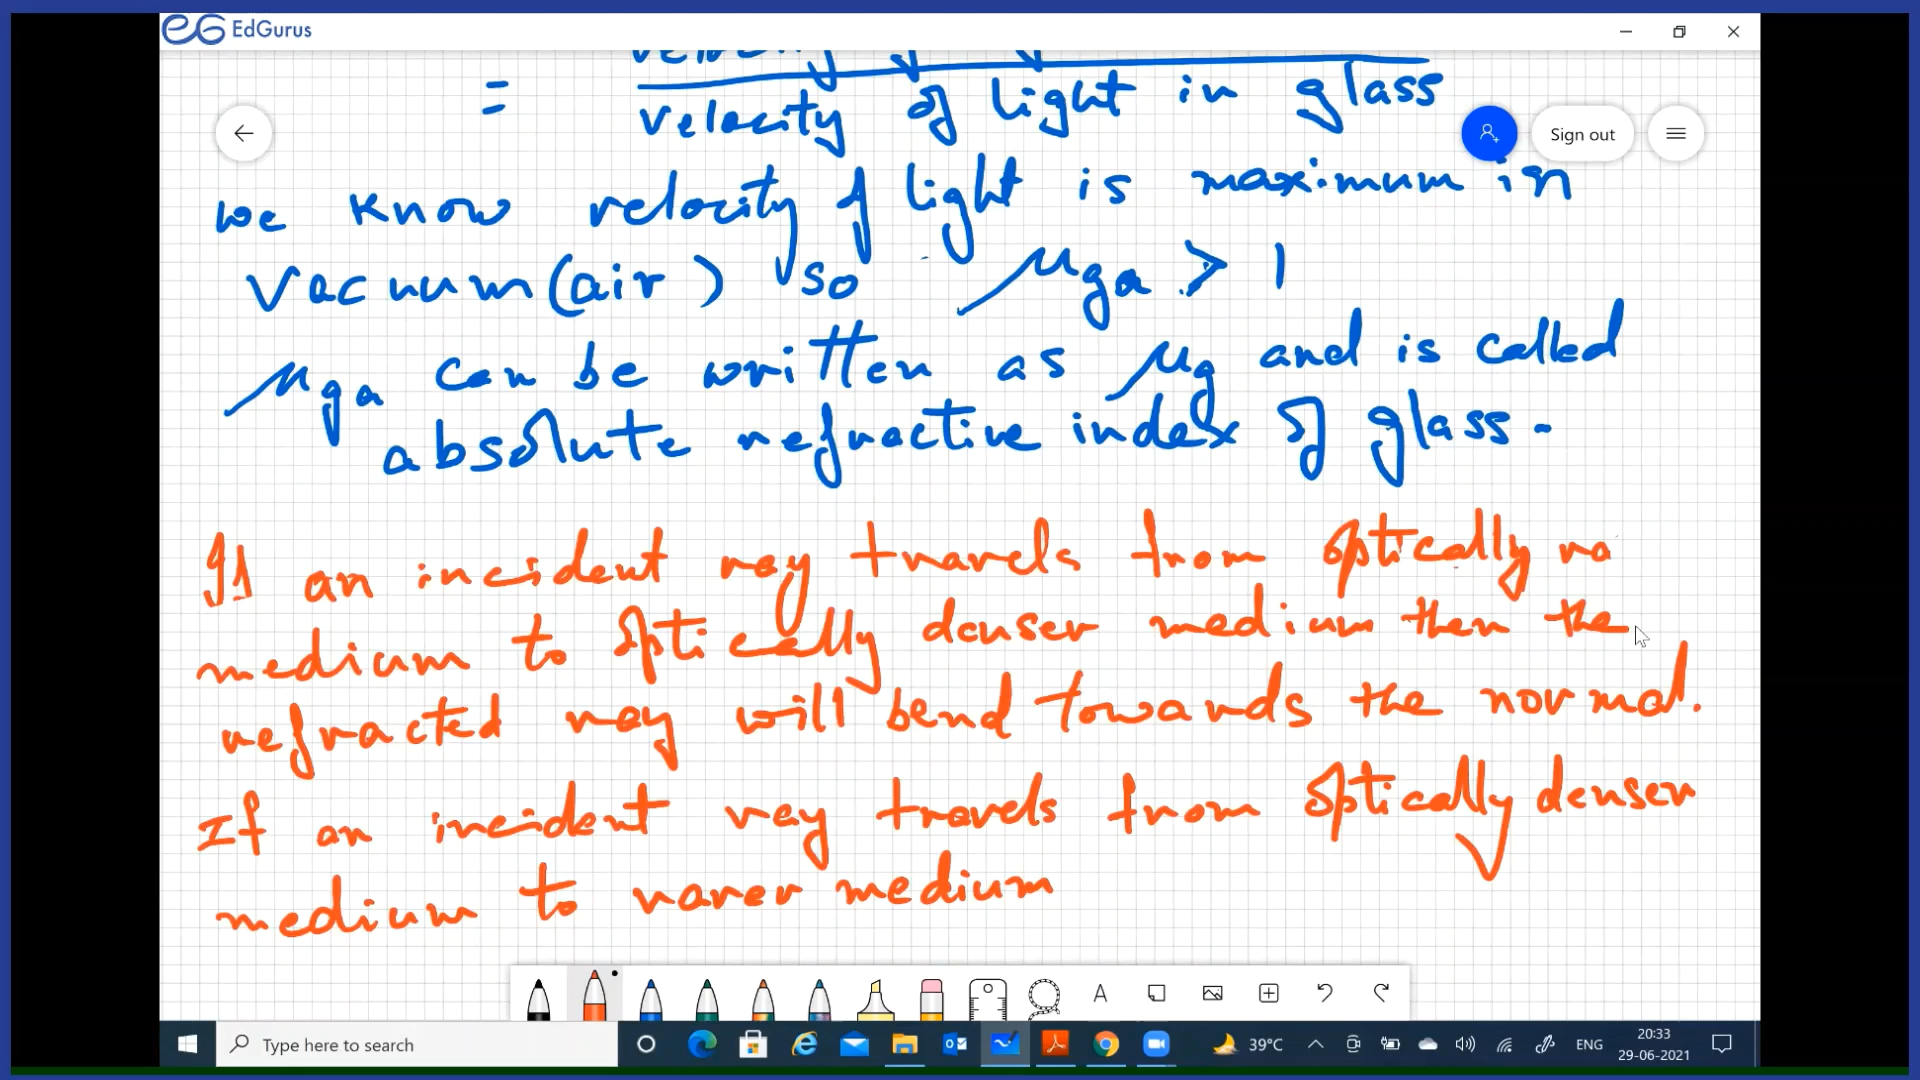 EdGurus
velocity
= velocity of light in glass
Sign out
we know velocity of light is maximum in
vacuum (air) so μga > 1
μga can be written as μg and is called
absolute refractive index of glass -
If an incident ray travels from optically ra
medium to optically denser medium then the
refracted ray will bend towards the normal.
If an incident ray travels from optically denser
medium to rarer medium
A
Type here to search
39°C
ENG
20:33
29-06-2021